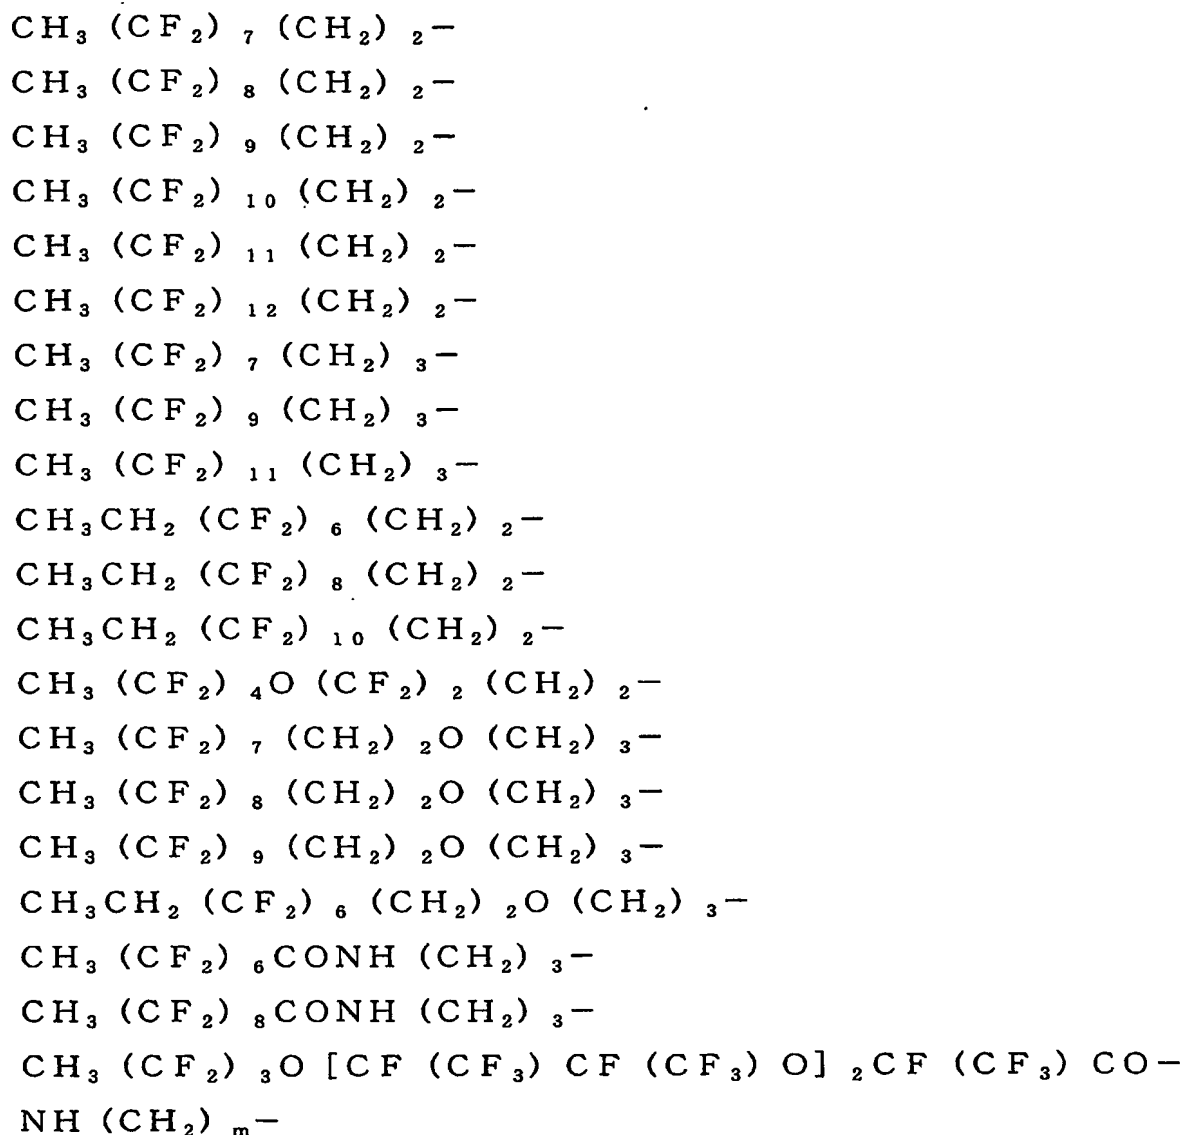 CH₃ (CF₂) ₇ (CH₂) ₂−
CH₃ (CF₂) ₈ (CH₂) ₂−
CH₃ (CF₂) ₉ (CH₂) ₂−
CH₃ (CF₂) ₁₀ (CH₂) ₂−
CH₃ (CF₂) ₁₁ (CH₂) ₂−
CH₃ (CF₂) ₁₂ (CH₂) ₂−
CH₃ (CF₂) ₇ (CH₂) ₃−
CH₃ (CF₂) ₉ (CH₂) ₃−
CH₃ (CF₂) ₁₁ (CH₂) ₃−
CH₃CH₂ (CF₂) ₆ (CH₂) ₂−
CH₃CH₂ (CF₂) ₈ (CH₂) ₂−
CH₃CH₂ (CF₂) ₁₀ (CH₂) ₂−
CH₃ (CF₂) ₄O (CF₂) ₂ (CH₂) ₂−
CH₃ (CF₂) ₇ (CH₂) ₂O (CH₂) ₃−
CH₃ (CF₂) ₈ (CH₂) ₂O (CH₂) ₃−
CH₃ (CF₂) ₉ (CH₂) ₂O (CH₂) ₃−
CH₃CH₂ (CF₂) ₆ (CH₂) ₂O (CH₂) ₃−
CH₃ (CF₂) ₆CONH (CH₂) ₃−
CH₃ (CF₂) ₈CONH (CH₂) ₃−
CH₃ (CF₂) ₃O [CF (CF₃) CF (CF₃) O] ₂CF (CF₃) CO−
NH (CH₂) ₘ−